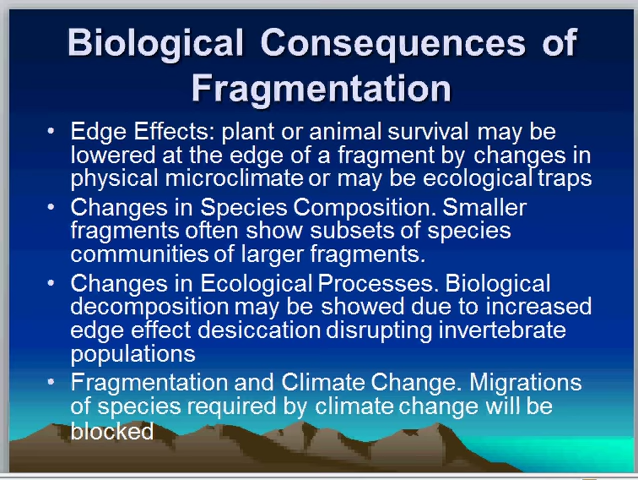 Biological Consequences of
Fragmentation
• Edge Effects: plant or animal survival may be
lowered at the edge of a fragment by changes in
physical microclimate or may be ecological traps
• Changes in Species Composition. Smaller
fragments often show subsets of species
communities of larger fragments.
• Changes in Ecological Processes. Biological
decomposition may be showed due to increased
edge effect desiccation disrupting invertebrate
populations
• Fragmentation and Climate Change. Migrations
of species required by climate change will be
blocked